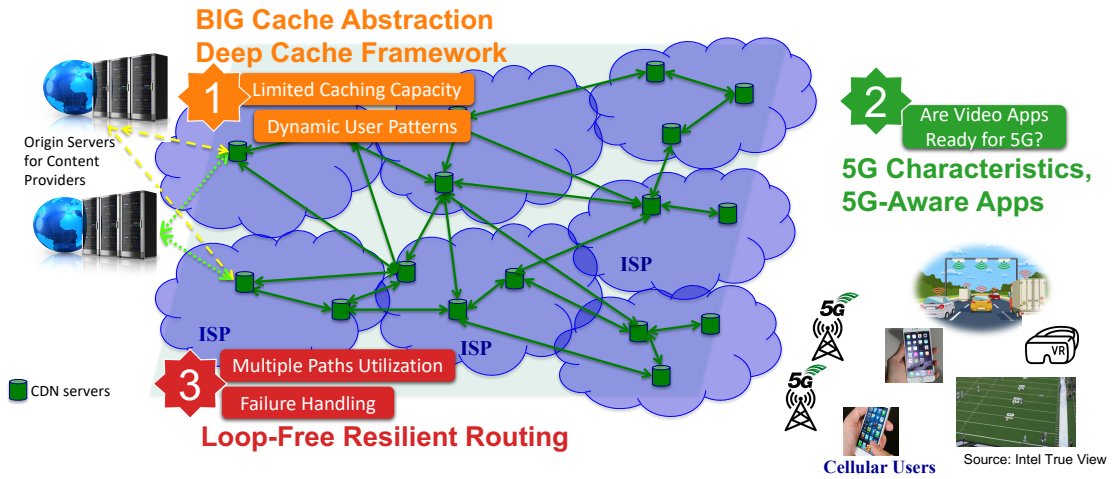 BIG Cache Abstraction
Deep Cache Framework
1
Limited Caching Capacity
Dynamic User Patterns
Origin Servers
for Content
Providers
2
Are Video Apps
Ready for 5G?
5G Characteristics,
5G-Aware Apps
ISP
ISP
ISP
5G
5G
VR
3
Multiple Paths Utilization
Failure Handling
Loop-Free Resilient Routing
CDN servers
Cellular Users
Source: Intel True View